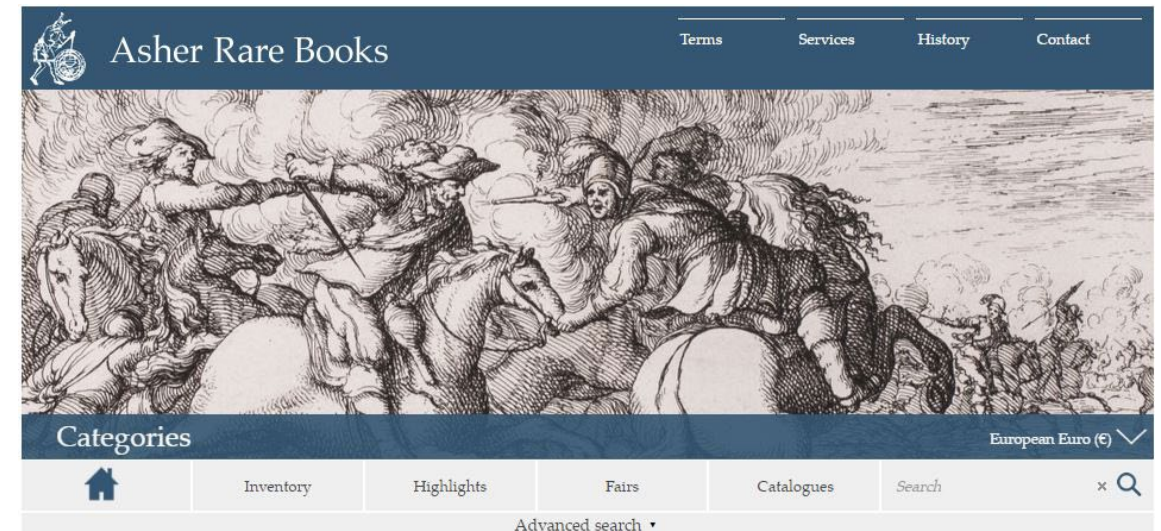 Asher Rare Books
Terms Services History Contact
Categories
European Euro (€)
Inventory Highlights Fairs Catalogues Search ×
Advanced search ▾